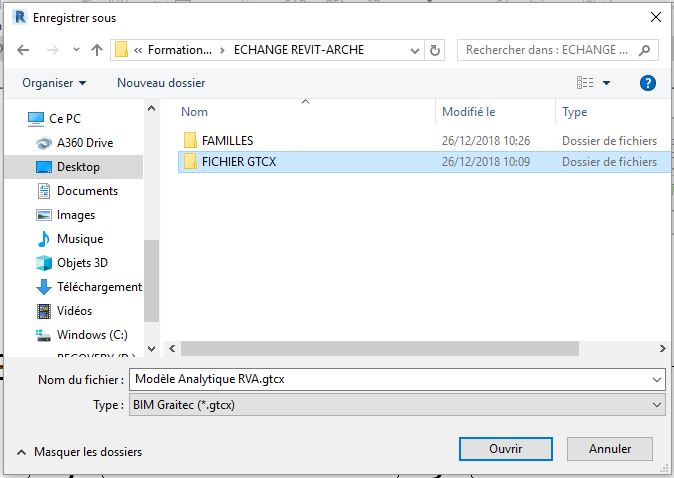 Enregistrer sous
« Formation... › ECHANGE REVIT-ARCHE
Rechercher dans : ECHANGE ...
Organiser
Nouveau dossier
Nom Modifié le Type
FAMILLES 26/12/2018 10:26 Dossier de fichiers
FICHIER GTCX 26/12/2018 10:09 Dossier de fichiers
Ce PC
A360 Drive
Desktop
Documents
Images
Musique
Objets 3D
Téléchargement
Vidéos
Windows (C:)
RECOVERY (D:)
Nom du fichier : Modèle Analytique RVA.gtcx
Type : BIM Graitec (*.gtcx)
Masquer les dossiers
Ouvrir
Annuler